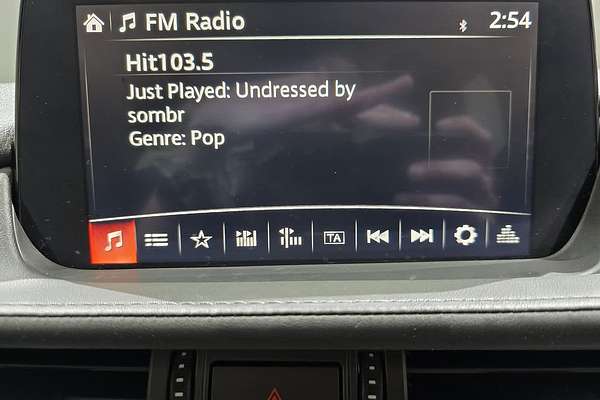 FM Radio 2:54
Hit103.5
Just Played: Undressed by
sombr
Genre: Pop
TA